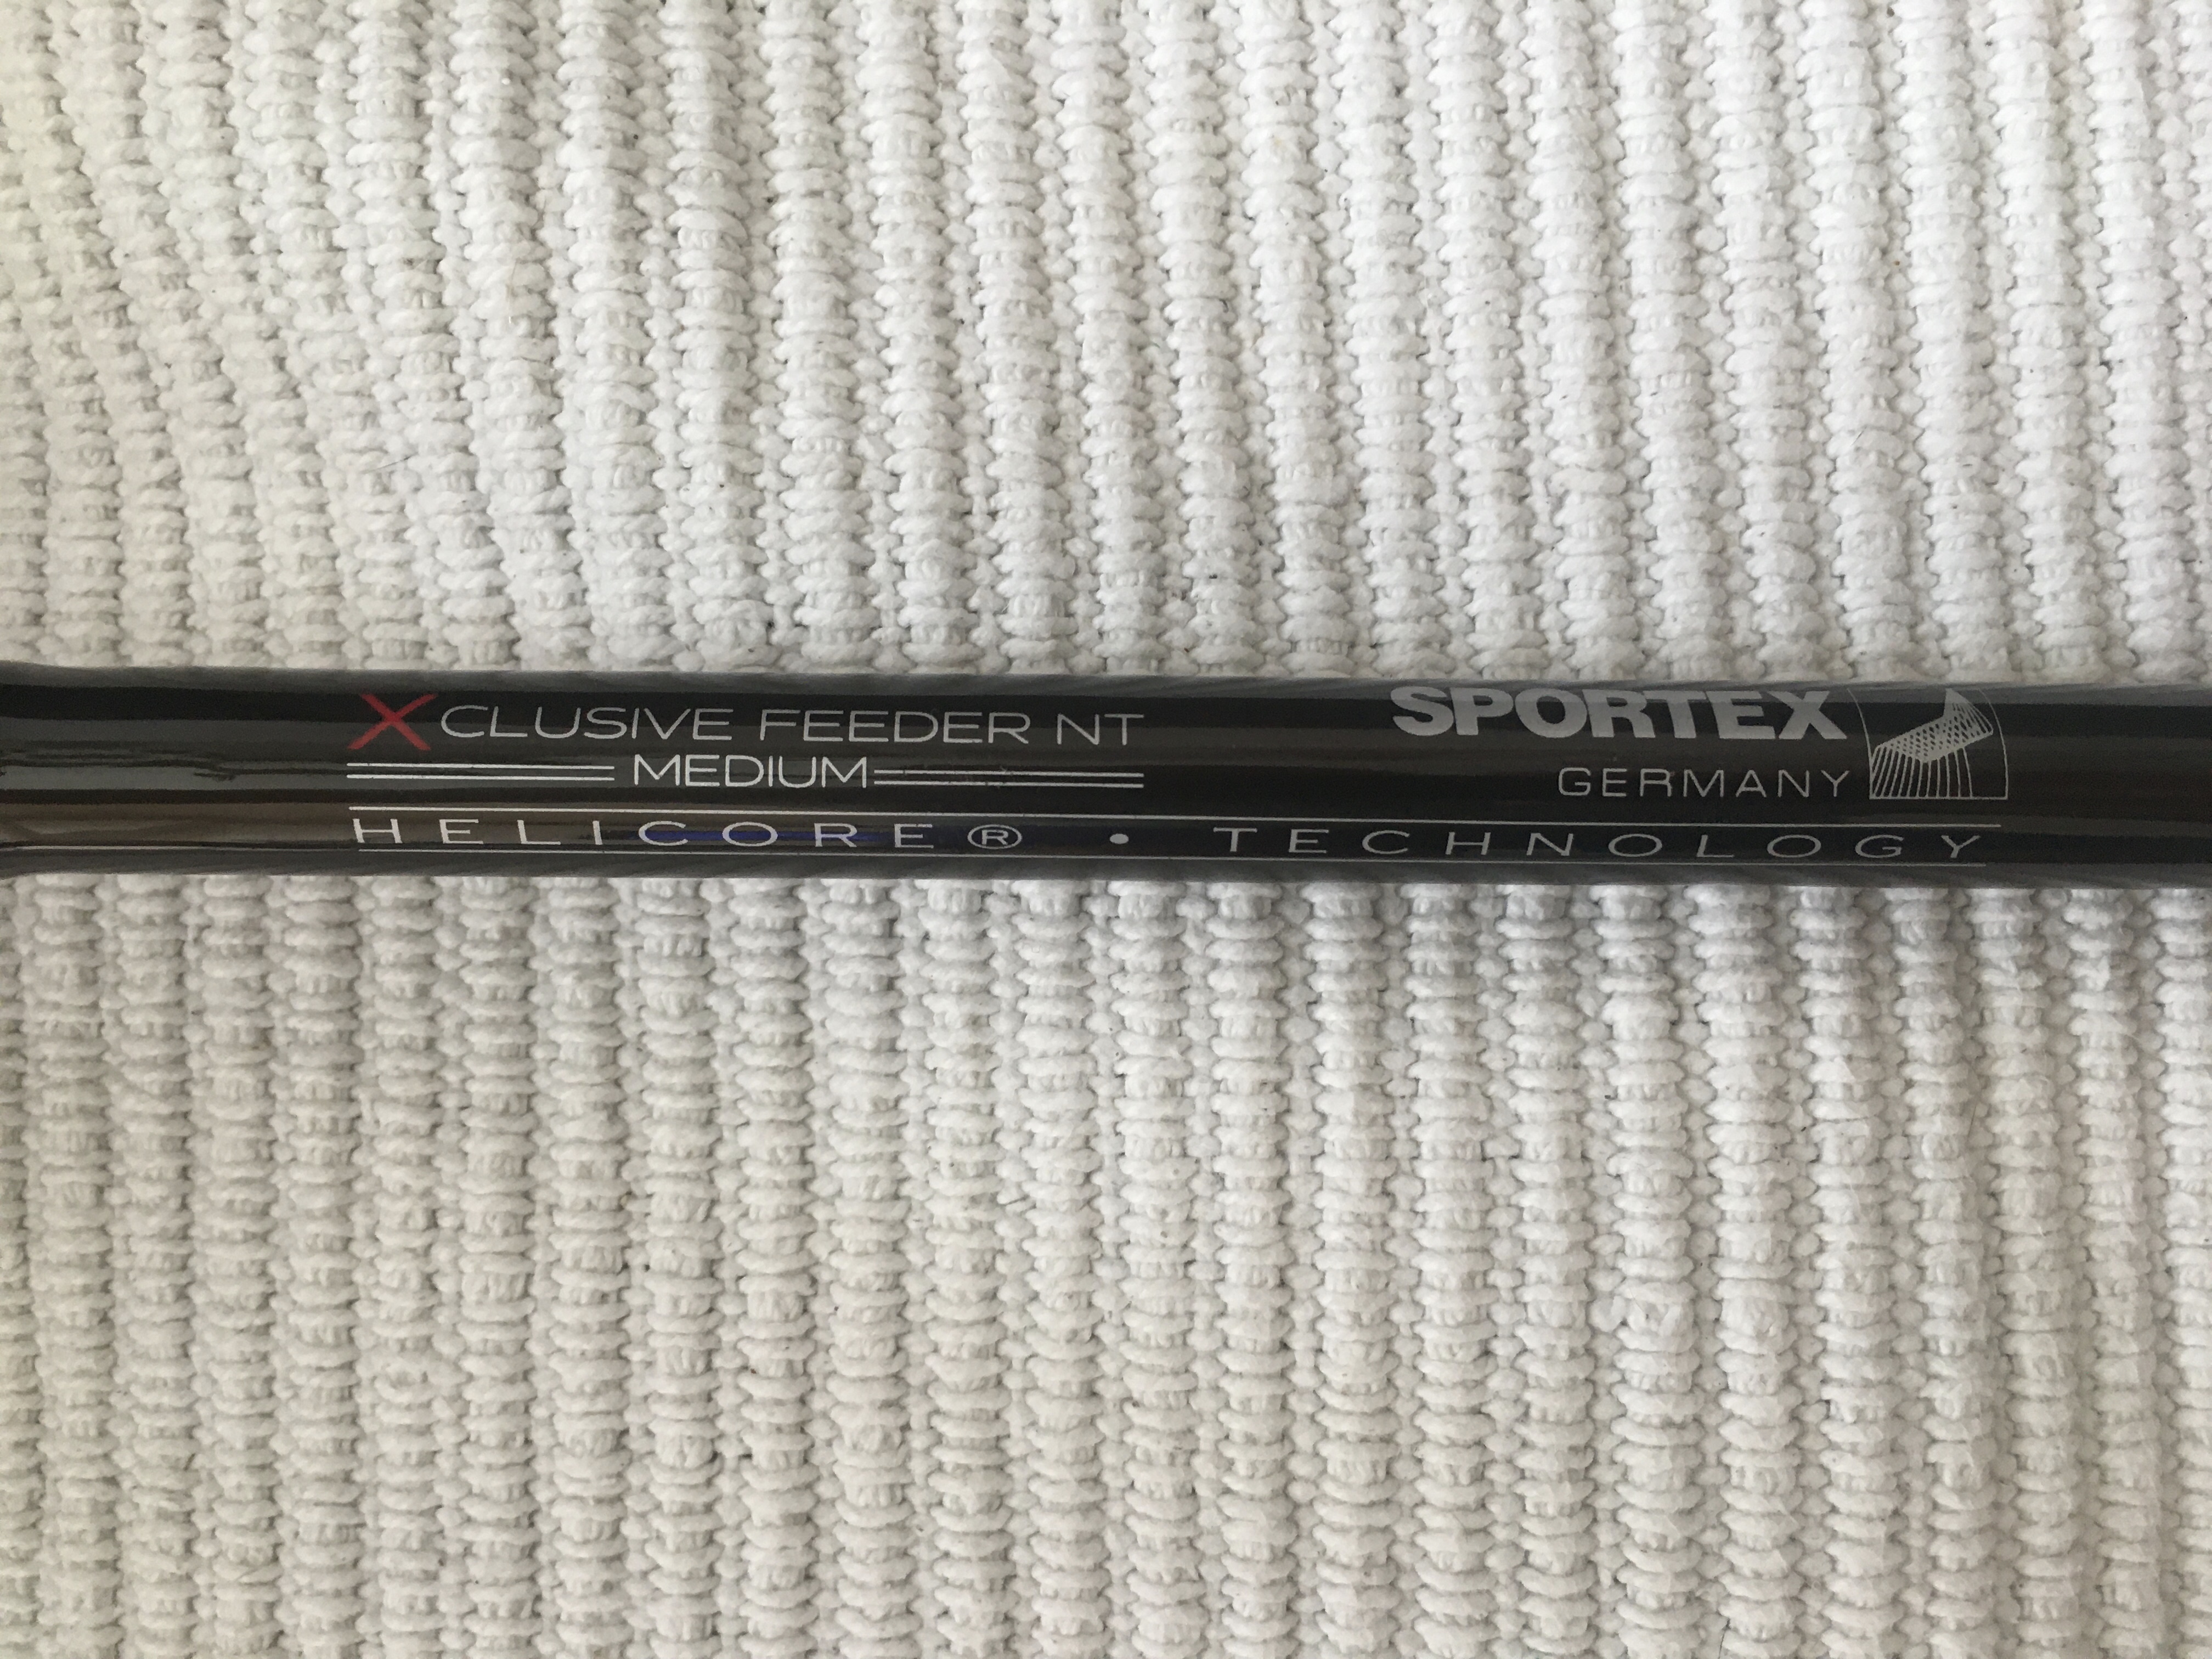 XCLUSIVE FEEDER NT
MEDIUM
SPORTEX
GERMANY
HELICORE® • TECHNOLOGY